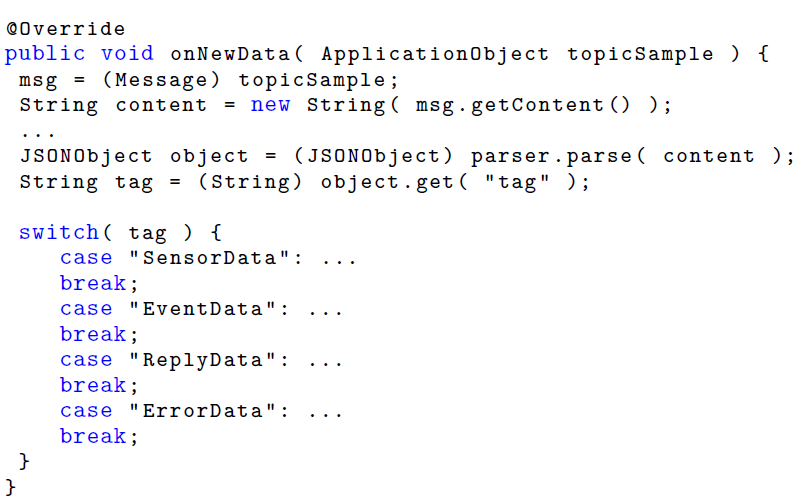 @Override
public void onNewData( ApplicationObject topicSample ) {
msg = (Message) topicSample;
String content = new String( msg.getContent() );
...
JSONObject object = (JSONObject) parser.parse( content );
String tag = (String) object.get( "tag" );
switch( tag ) {
case "SensorData": ...
break;
case "EventData": ...
break;
case "ReplyData": ...
break;
case "ErrorData": ...
break;
}
}